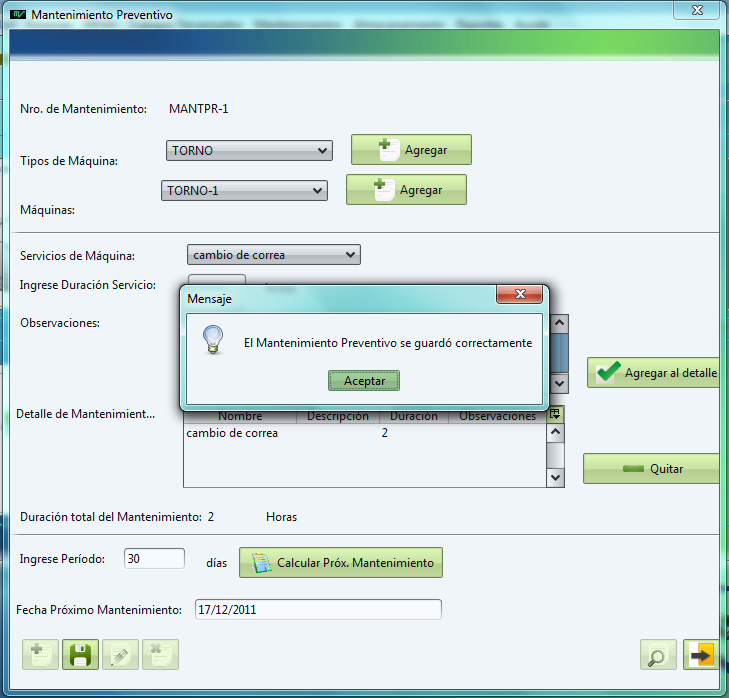 Mantenimiento Preventivo
Nro. de Mantenimiento: MANTPR-1
Tipos de Máquina: TORNO Agregar
Máquinas: TORNO-1 Agregar
Servicios de Máquina: cambio de correa
Ingrese Duración Servicio:
Mensaje
Observaciones:
El Mantenimiento Preventivo se guardó correctamente
Aceptar
Agregar al detalle
Detalle de Mantenimient...
Nombre Descripción Duración Observaciones
cambio de correa 2
Quitar
Duración total del Mantenimiento: 2 Horas
Ingrese Período: 30 días Calcular Próx. Mantenimiento
Fecha Próximo Mantenimiento: 17/12/2011